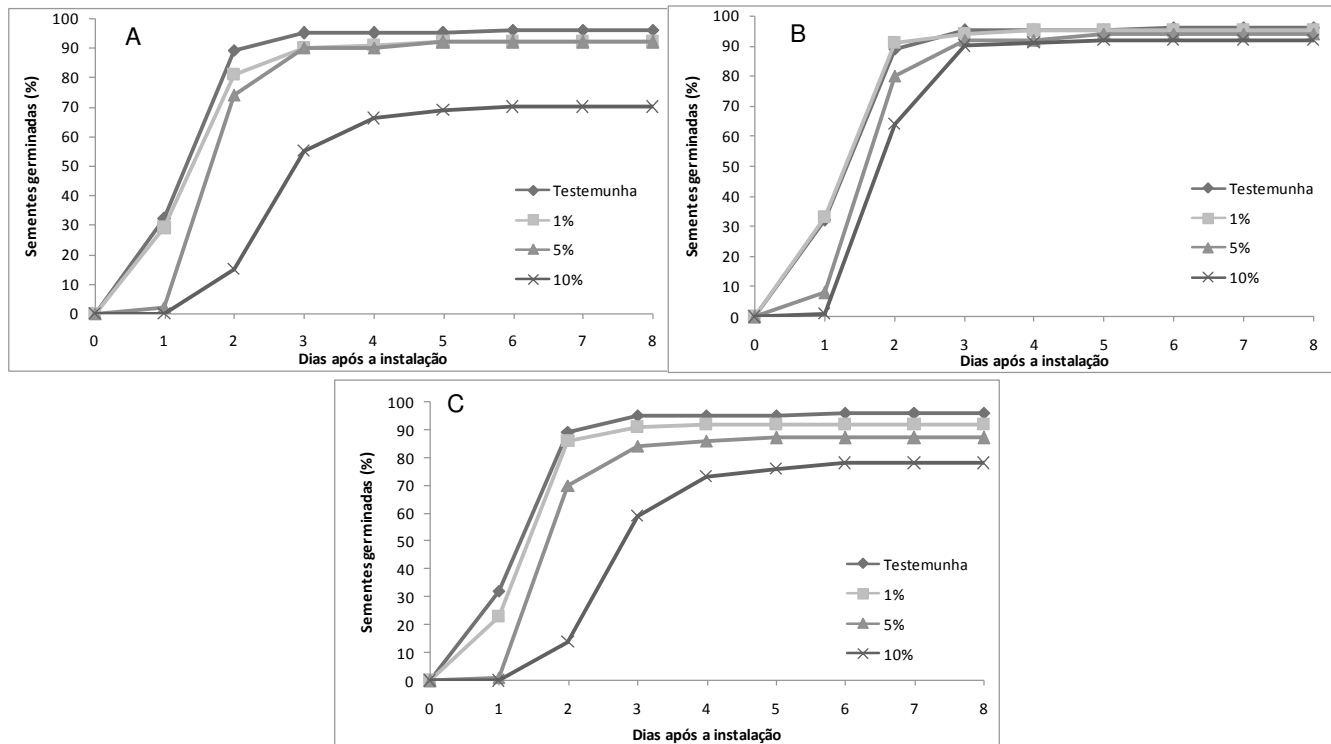 A
Sementes germinadas (%)
100
90
80
70
60
50
40
30
20
10
0
0 1 2 3 4 5 6 7 8
Dias após a instalação
Testemunha
1%
5%
10%
B
Sementes germinadas (%)
100
90
80
70
60
50
40
30
20
10
0
0 1 2 3 4 5 6 7 8
Dias após a instalação
Testemunha
1%
5%
10%
C
Sementes germinadas (%)
100
90
80
70
60
50
40
30
20
10
0
0 1 2 3 4 5 6 7 8
Dias após a instalação
Testemunha
1%
5%
10%